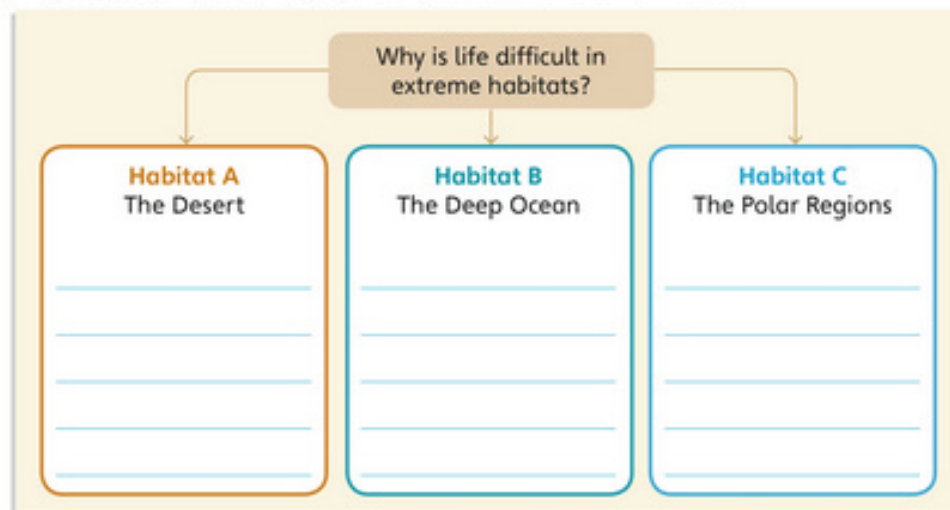 Why is life difficult in
extreme habitats?
Habitat A
The Desert
Habitat B
The Deep Ocean
Habitat C
The Polar Regions